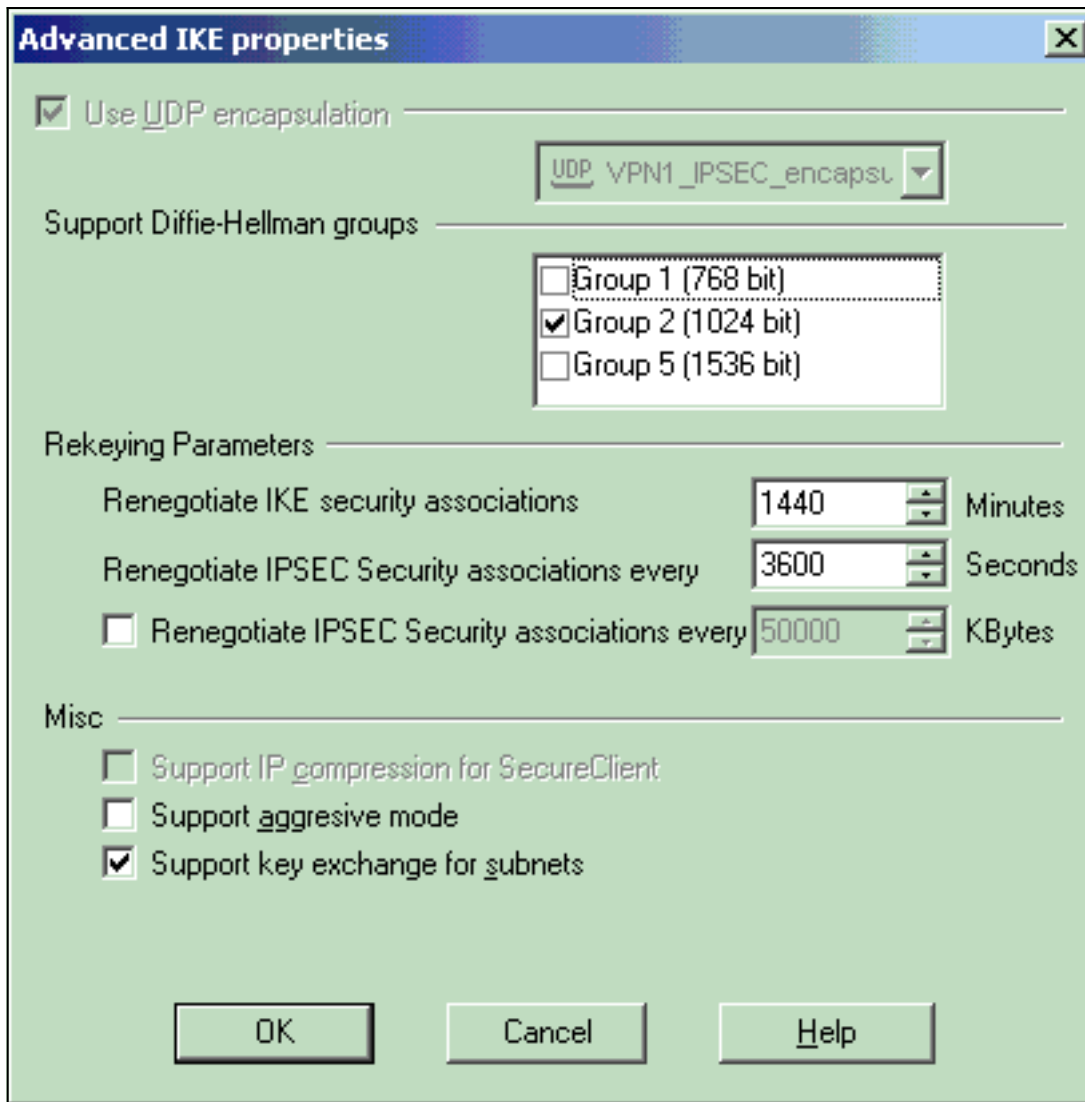 Advanced IKE properties
Use UDP encapsulation
UDP VPN1_IPSEC_encapsu
Support Diffie-Hellman groups
Group 1 (768 bit)
Group 2 (1024 bit)
Group 5 (1536 bit)
Rekeying Parameters
Renegotiate IKE security associations 1440 Minutes
Renegotiate IPSEC Security associations every 3600 Seconds
Renegotiate IPSEC Security associations every 50000 KBytes
Misc
Support IP compression for SecureClient
Support aggresive mode
Support key exchange for subnets
OK Cancel Help